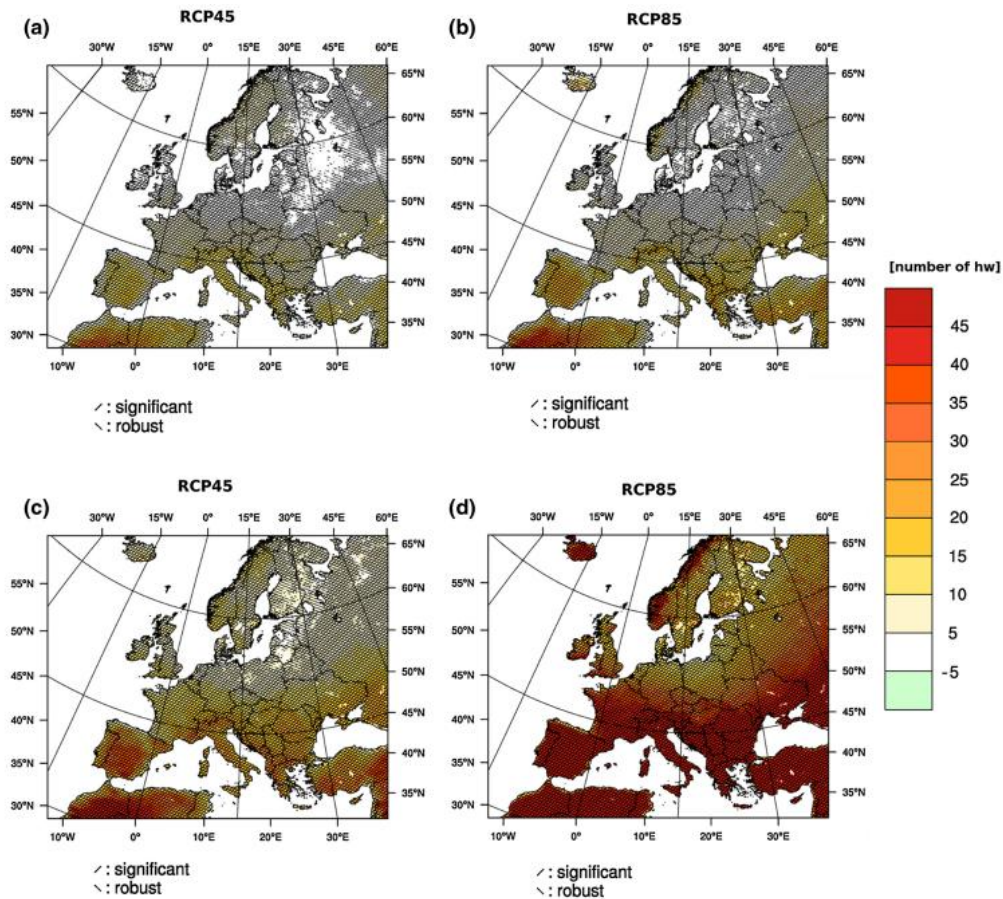 RCP45
(a)
30°W 15°W 0° 15°E 30°E 45°E 60°E
65°N
55°N
60°N
50°N
55°N
45°N
50°N
40°N
45°N
35°N
40°N
30°N
35°N
10°W 0° 10°E 20°E 30°E
⟋ : significant
⟍ : robust
RCP85
(b)
30°W 15°W 0° 15°E 30°E 45°E 60°E
65°N
55°N
60°N
50°N
55°N
45°N
50°N
40°N
45°N
35°N
40°N
30°N
35°N
10°W 0° 10°E 20°E 30°E
⟋ : significant
⟍ : robust
[number of hw]
45
40
35
30
25
20
15
10
5
-5
RCP45
(c)
30°W 15°W 0° 15°E 30°E 45°E 60°E
65°N
55°N
60°N
50°N
55°N
45°N
50°N
40°N
45°N
35°N
40°N
30°N
35°N
10°W 0° 10°E 20°E 30°E
⟋ : significant
⟍ : robust
RCP85
(d)
30°W 15°W 0° 15°E 30°E 45°E 60°E
65°N
55°N
60°N
50°N
55°N
45°N
50°N
40°N
45°N
35°N
40°N
30°N
35°N
10°W 0° 10°E 20°E 30°E
⟋ : significant
⟍ : robust